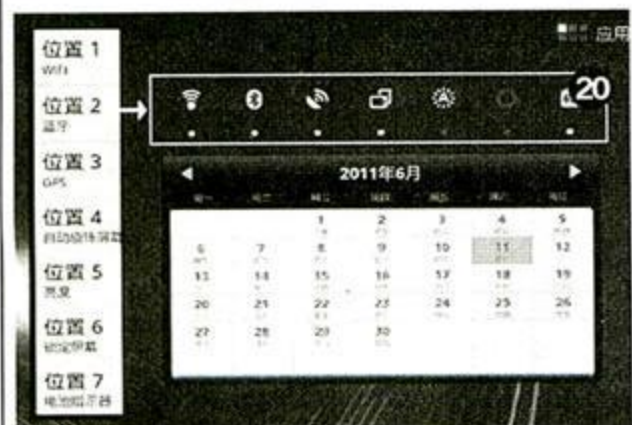 应用
位置 1
WiFi
位置 2
蓝牙
位置 3
GPS
位置 4
自动旋转屏幕
位置 5
亮度
位置 6
锁定屏幕
位置 7
电池指示器
20
2011年6月
1 2 3 4 5
6 7 8 9 10 11 12
13 14 15 16 17 18 19
20 21 22 23 24 25 26
27 28 29 30